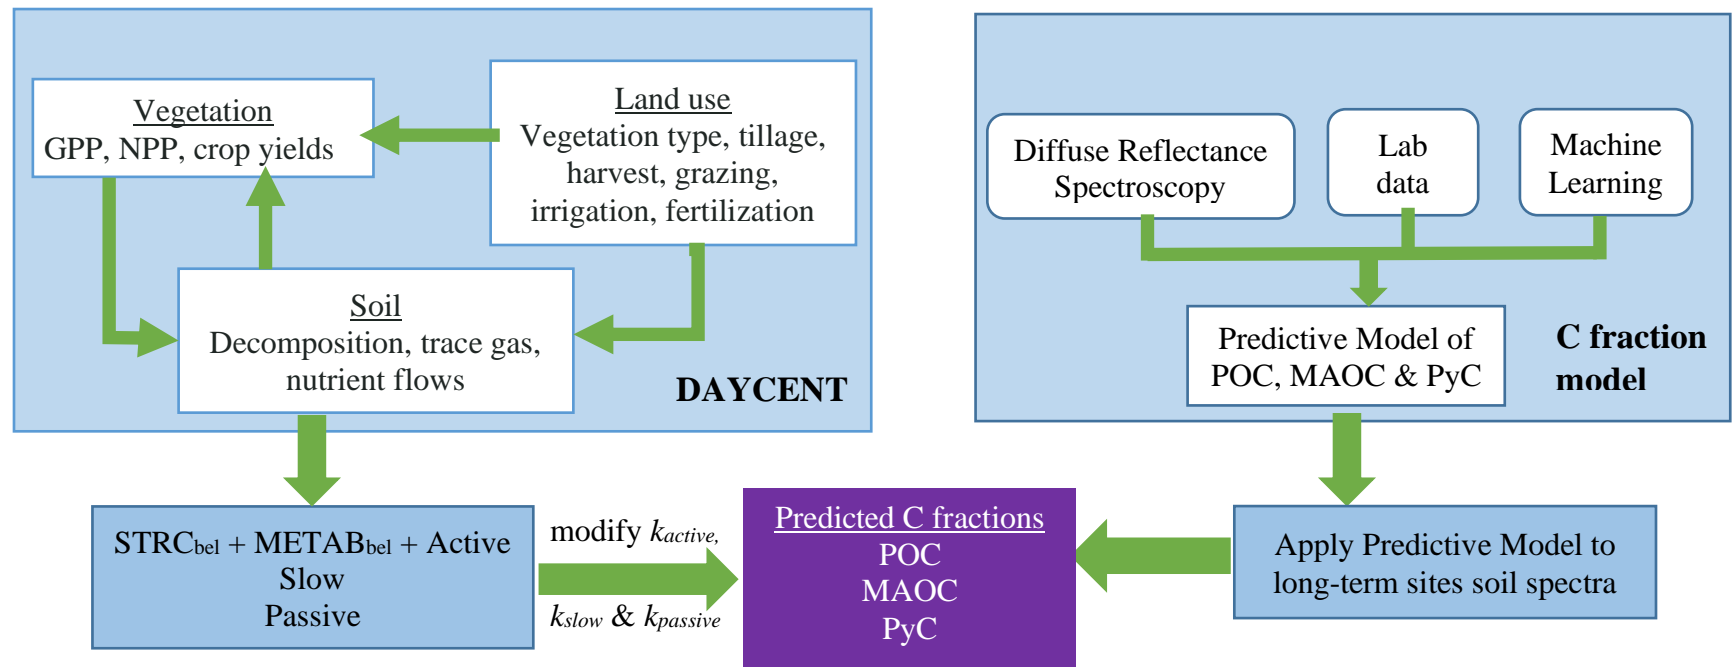 Vegetation
GPP, NPP, crop yields
Land use
Vegetation type, tillage,
harvest, grazing,
irrigation, fertilization
Soil
Decomposition, trace gas,
nutrient flows
DAYCENT
Diffuse Reflectance
Spectroscopy
Lab
data
Machine
Learning
Predictive Model of
POC, MAOC & PyC
C fraction
model
STRCbel + METABbel + Active
Slow
Passive
modify kactive,
kslow & kpassive
Predicted C fractions
POC
MAOC
PyC
Apply Predictive Model to
long-term sites soil spectra